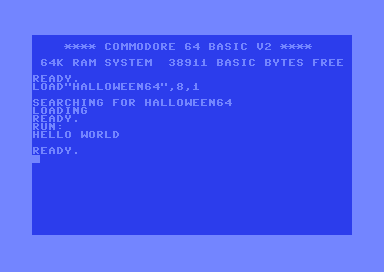 **** COMMODORE 64 BASIC V2 ****
64K RAM SYSTEM  38911 BASIC BYTES FREE
READY.
LOAD"HALLOWEEN64",8,1
SEARCHING FOR HALLOWEEN64
LOADING
READY.
RUN:
HELLO WORLD
READY.